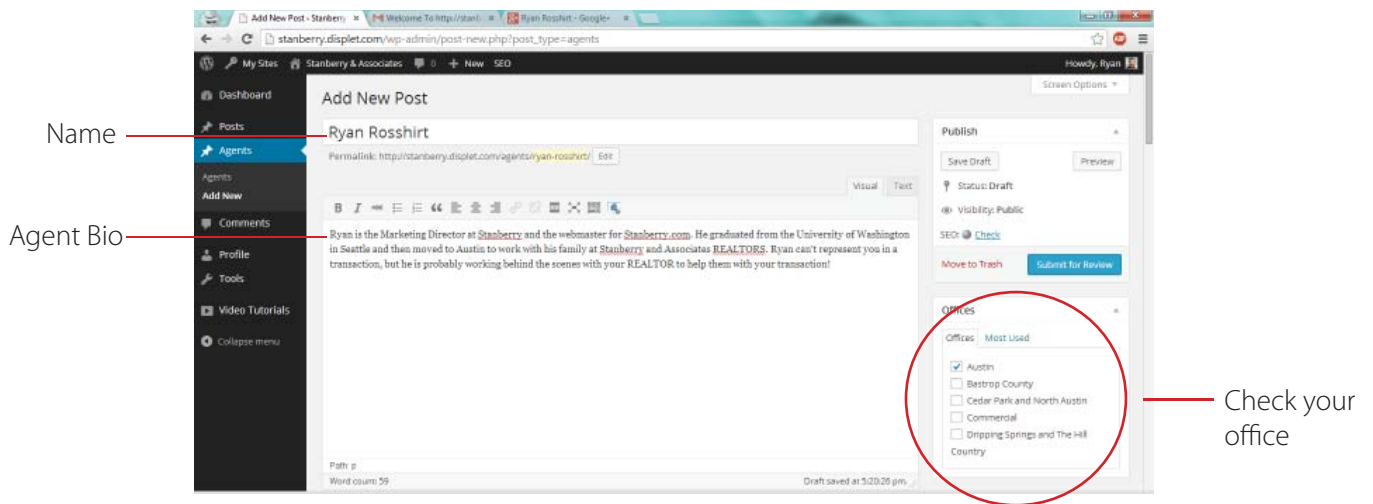 Add New Post - Stanberry
Welcome To http://stanb
Ryan Rosshirt - Google+
stanberry.displet.com/wp-admin/post-new.php?post_type=agents
My Sites Stanberry & Associates 0 + New SEO
Howdy, Ryan
Screen Options
Dashboard
Posts
Agents
Agents
Add New
Comments
Profile
Tools
Video Tutorials
Collapse menu
Name
Agent Bio
Add New Post
Ryan Rosshirt
Permalink: http://stanberry.displet.com/agents/ryan-rosshirt/ Edit
Visual Text
B I ABC
Ryan is the Marketing Director at Stanberry and the webmaster for Stanberry.com. He graduated from the University of Washington
in Seattle and then moved to Austin to work with his family at Stanberry and Associates REALTORS. Ryan can't represent you in a
transaction, but he is probably working behind the scenes with your REALTOR to help them with your transaction!
Path: p
Word count: 59
Draft saved at 5:20:26 pm.
Publish
Save Draft Preview
Status: Draft
Visibility: Public
SEO: Check
Move to Trash Submit for Review
Offices
Offices Most Used
Austin
Bastrop County
Cedar Park and North Austin
Commercial
Dripping Springs and The Hill
Country
Check your
office